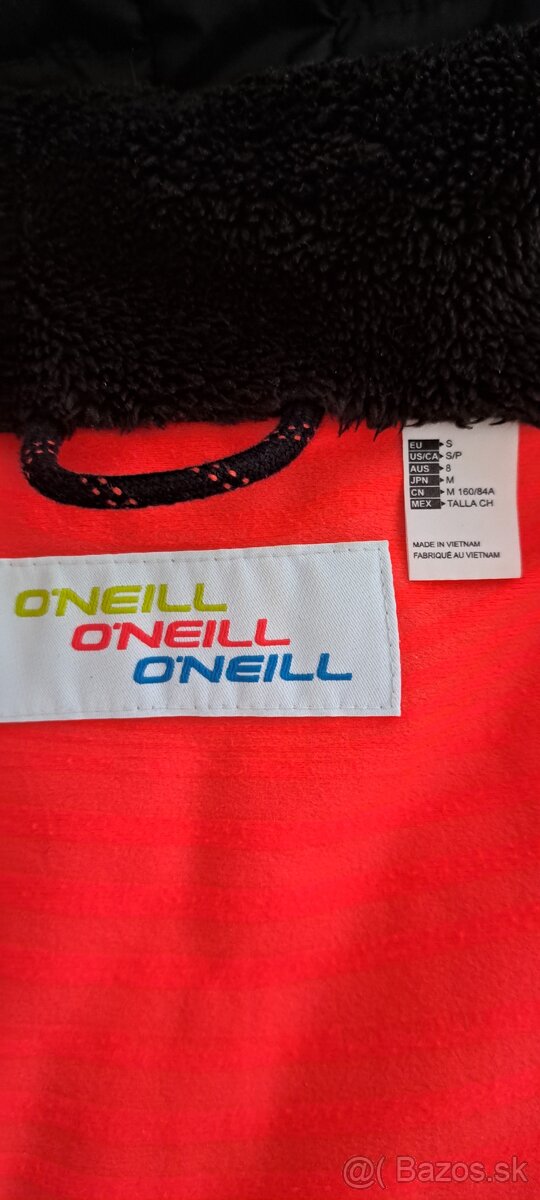 EU S
US/CA S/P
AUS 8
JPN M
CN M 160/84A
MEX TALLA CH
MADE IN VIETNAM
FABRIQUÉ AU VIETNAM
O'NEILL
O'NEILL
O'NEILL
@ Bazos.sk